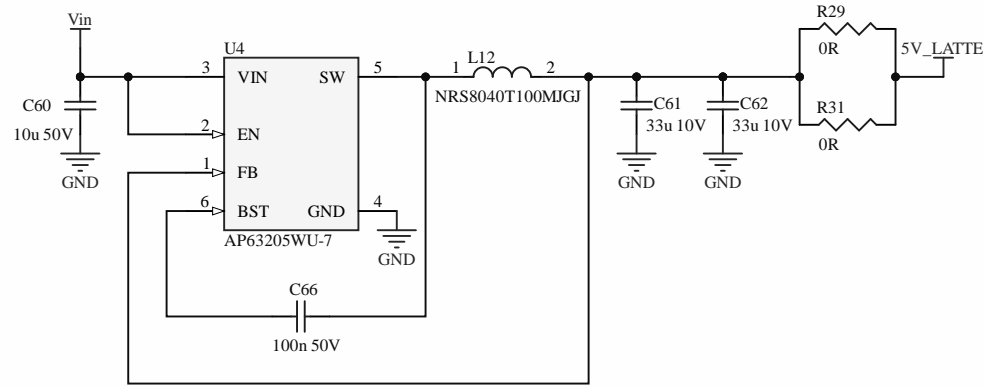 Vin
U4
3
VIN
SW
5
C60
10u 50V
GND
2
EN
1
FB
6
BST
GND
4
AP63205WU-7
GND
C66
100n 50V
L12
1
2
NRS8040T100MJGJ
C61
33u 10V
GND
C62
33u 10V
GND
R29
0R
5V_LATTE
R31
0R